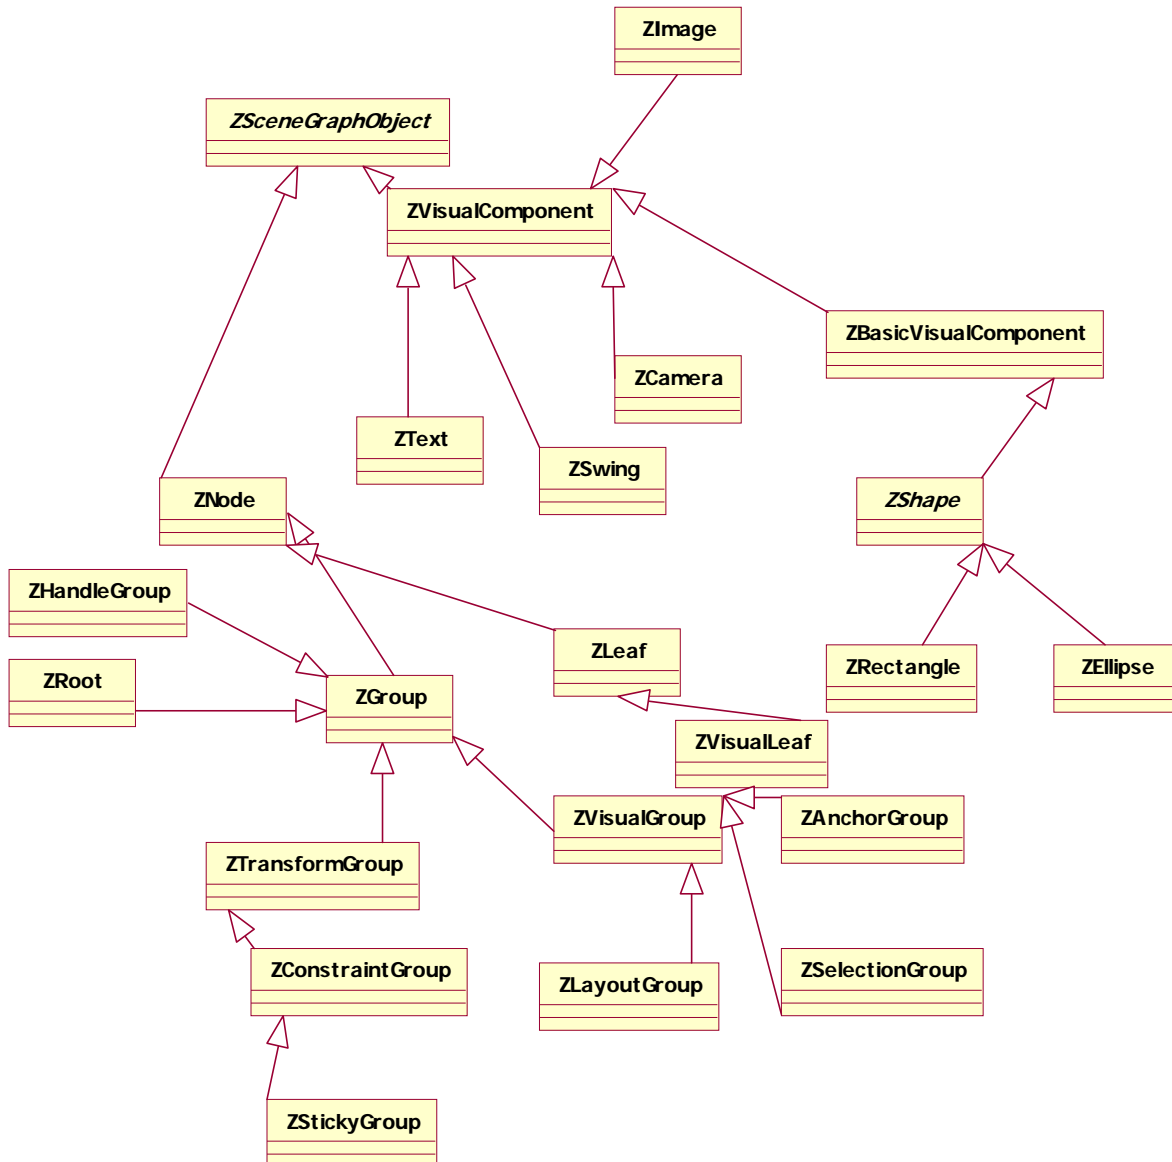 ZImage
ZSceneGraphObject
ZVisualComponent
ZBasicVisualComponent
ZCamera
ZText
ZSwing
ZNode
ZShape
ZHandleGroup
ZLeaf
ZRectangle
ZEllipse
ZRoot
ZGroup
ZVisualLeaf
ZVisualGroup
ZAnchorGroup
ZTransformGroup
ZConstraintGroup
ZLayoutGroup
ZSelectionGroup
ZStickyGroup